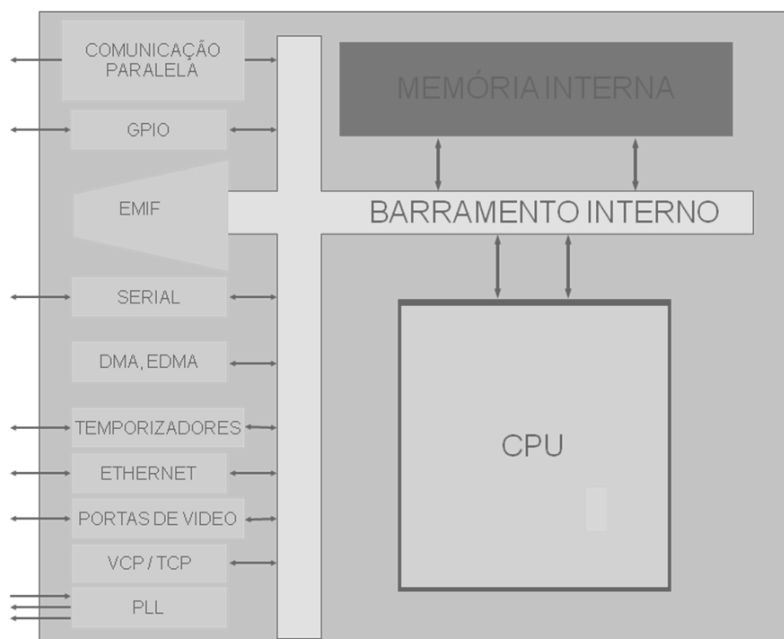 COMUNICAÇÃO
PARALELA
GPIO
EMIF
SERIAL
DMA, EDMA
TEMPORIZADORES
ETHERNET
PORTAS DE VIDEO
VCP / TCP
PLL
MEMÓRIA INTERNA
BARRAMENTO INTERNO
CPU